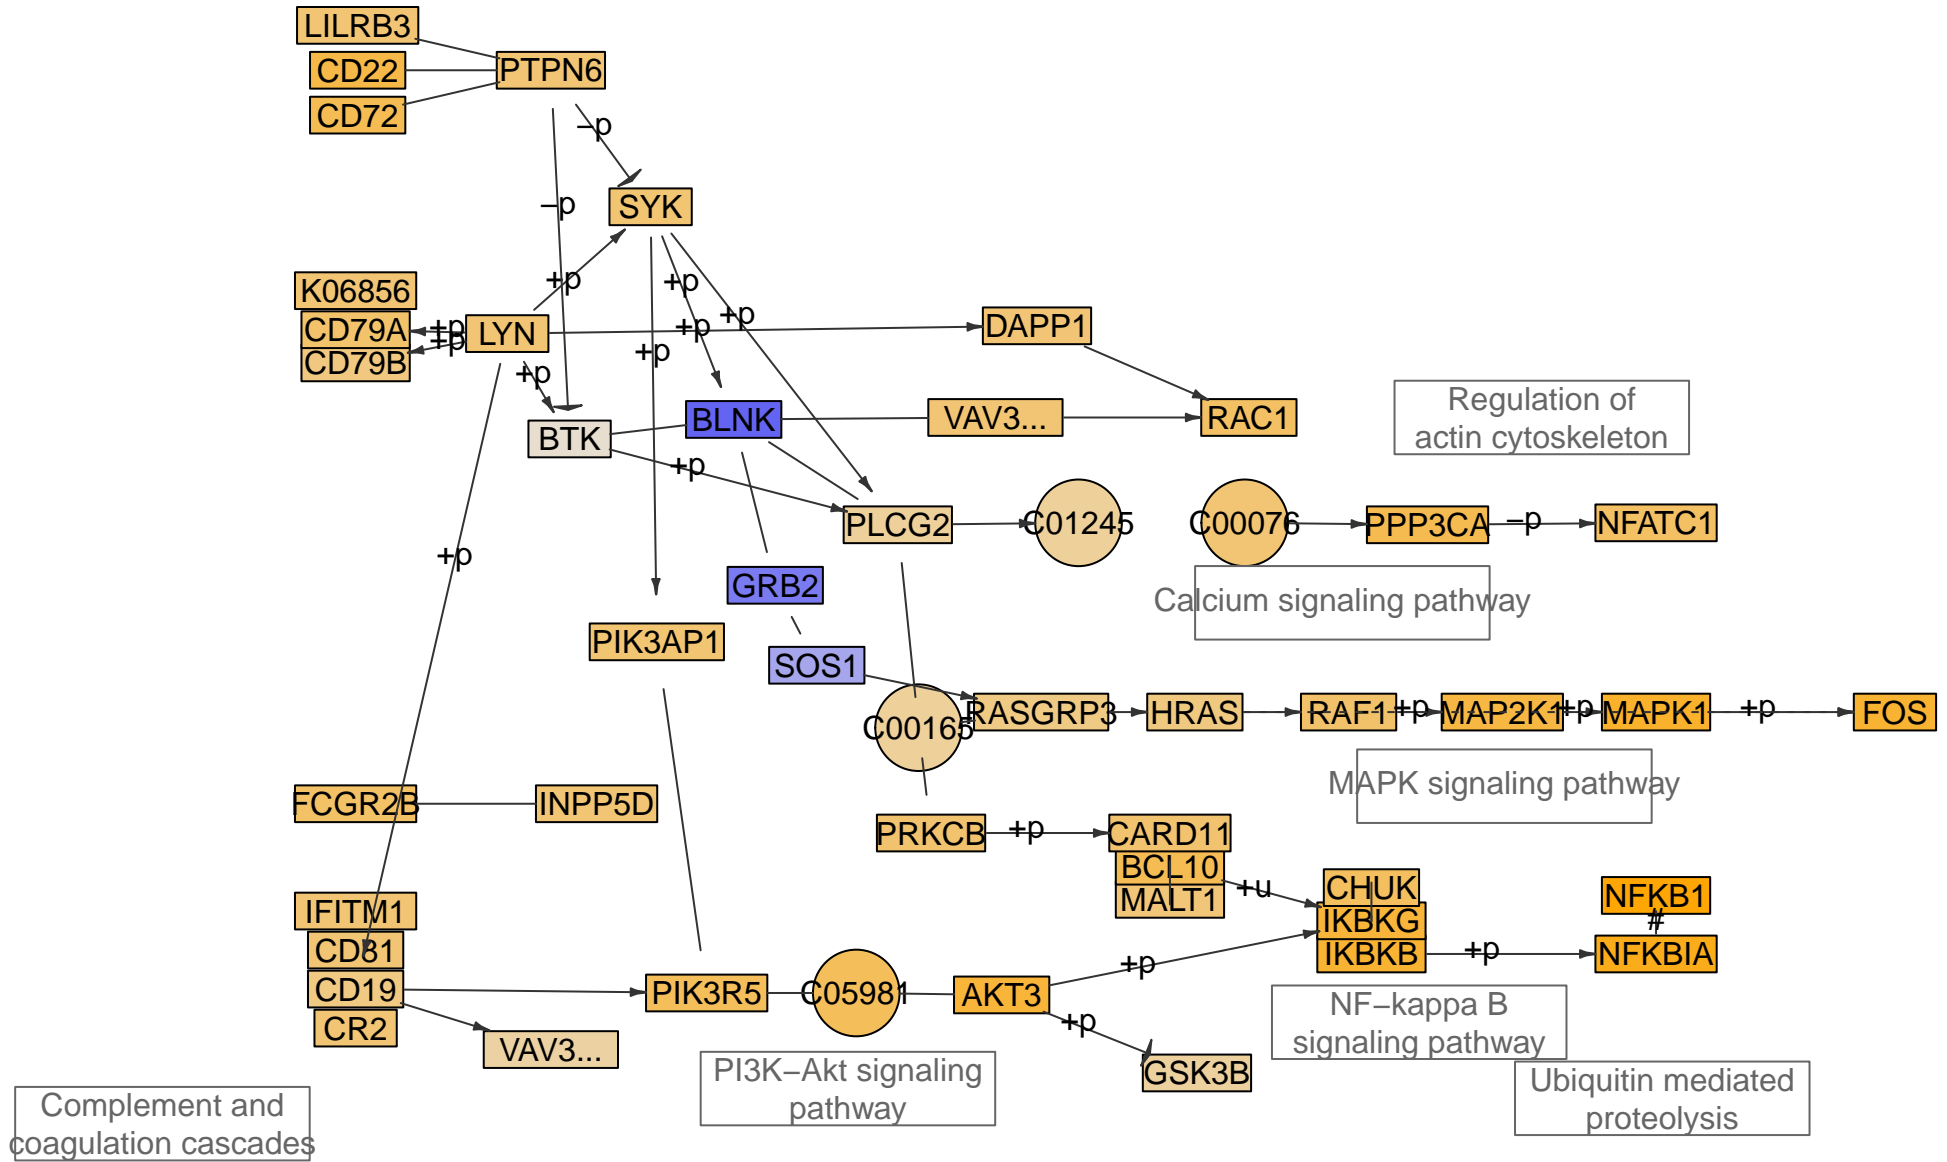 LILRB3
CD22
PTPN6
CD72
–p
SYK
–p
+p
+p
K06856
CD79A
+p
LYN
+p
+p
DAPP1
+p
CD79B
+p
+p
Regulation of
actin cytoskeleton
BTK
BLNK
VAV3...
RAC1
+p
PLCG2
C01245
C00076
PPP3CA
–p
NFATC1
+p
GRB2
Calcium signaling pathway
PIK3AP1
SOS1
C00165
RASGRP3
HRAS
RAF1
+p
MAP2K1
+p
MAPK1
+p
FOS
MAPK signaling pathway
FCGR2B
INPP5D
PRKCB
+p
CARD11
BCL10
MALT1
+u
CHUK
IKBKG
IKBKB
+p
NFKB1
#
NFKBIA
IFITM1
CD81
CD19
CR2
VAV3...
PIK3R5
C05981
AKT3
+p
+p
GSK3B
NF–kappa B
signaling pathway
PI3K–Akt signaling
pathway
Ubiquitin mediated
proteolysis
Complement and
coagulation cascades